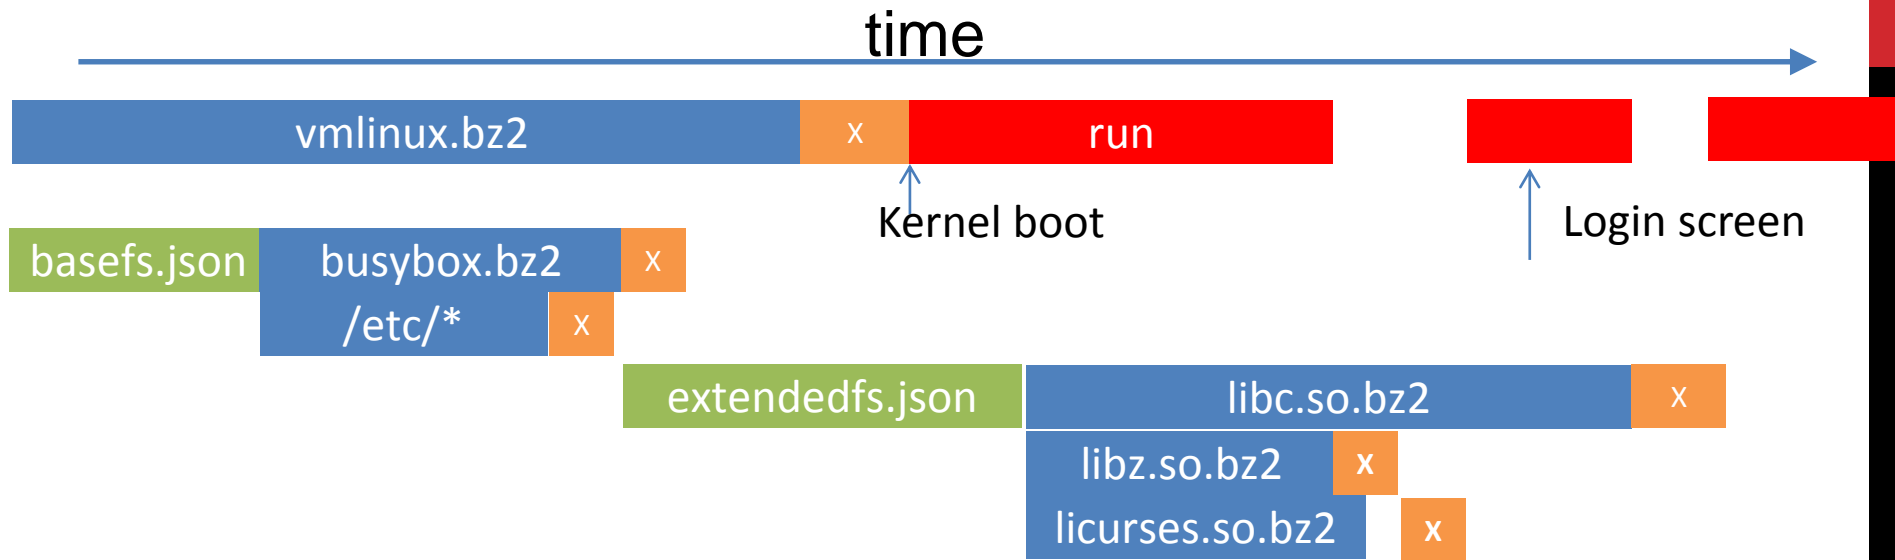 time
vmlinux.bz2 x run
Kernel boot
Login screen
basefs.json busybox.bz2 x
/etc/* x
extendedfs.json libc.so.bz2 x
libz.so.bz2 x
licurses.so.bz2 x